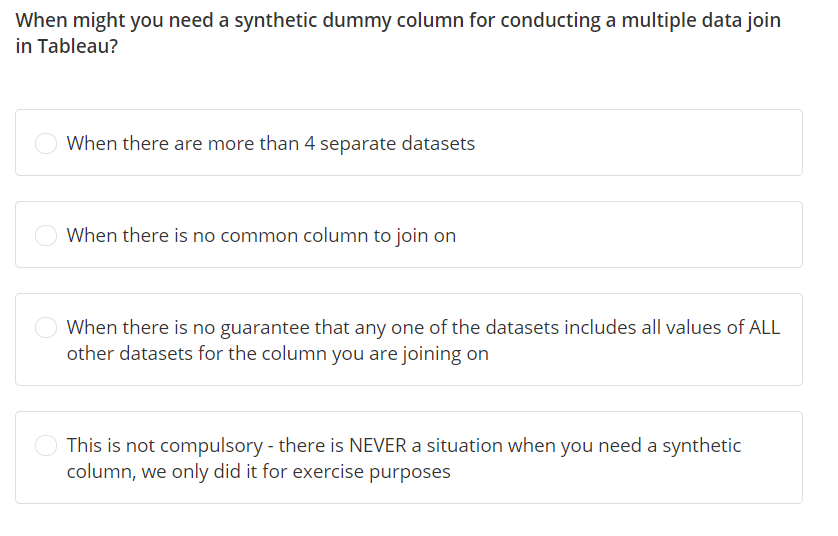 When might you need a synthetic dummy column for conducting a multiple data join
in Tableau?
When there are more than 4 separate datasets
When there is no common column to join on
When there is no guarantee that any one of the datasets includes all values of ALL
other datasets for the column you are joining on
This is not compulsory - there is NEVER a situation when you need a synthetic
column, we only did it for exercise purposes